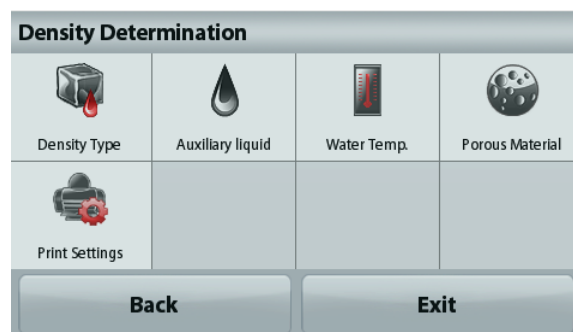 Density Determination
Density Type
Auxiliary liquid
Water Temp.
Porous Material
Print Settings
Back
Exit